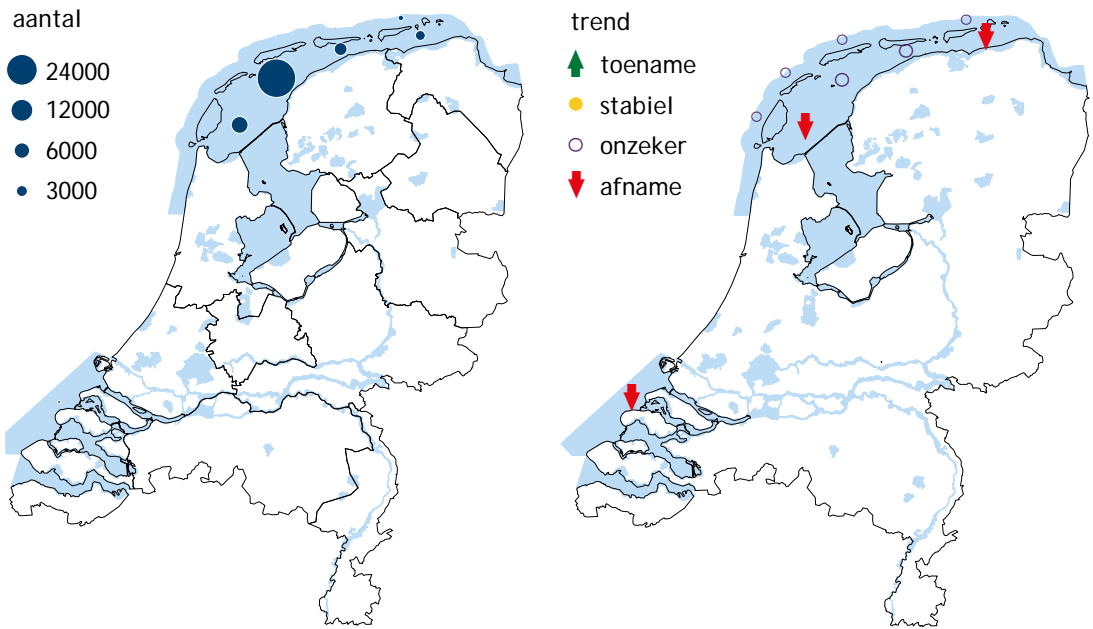 aantal
24000
12000
6000
3000
trend
toename
stabiel
onzeker
afname